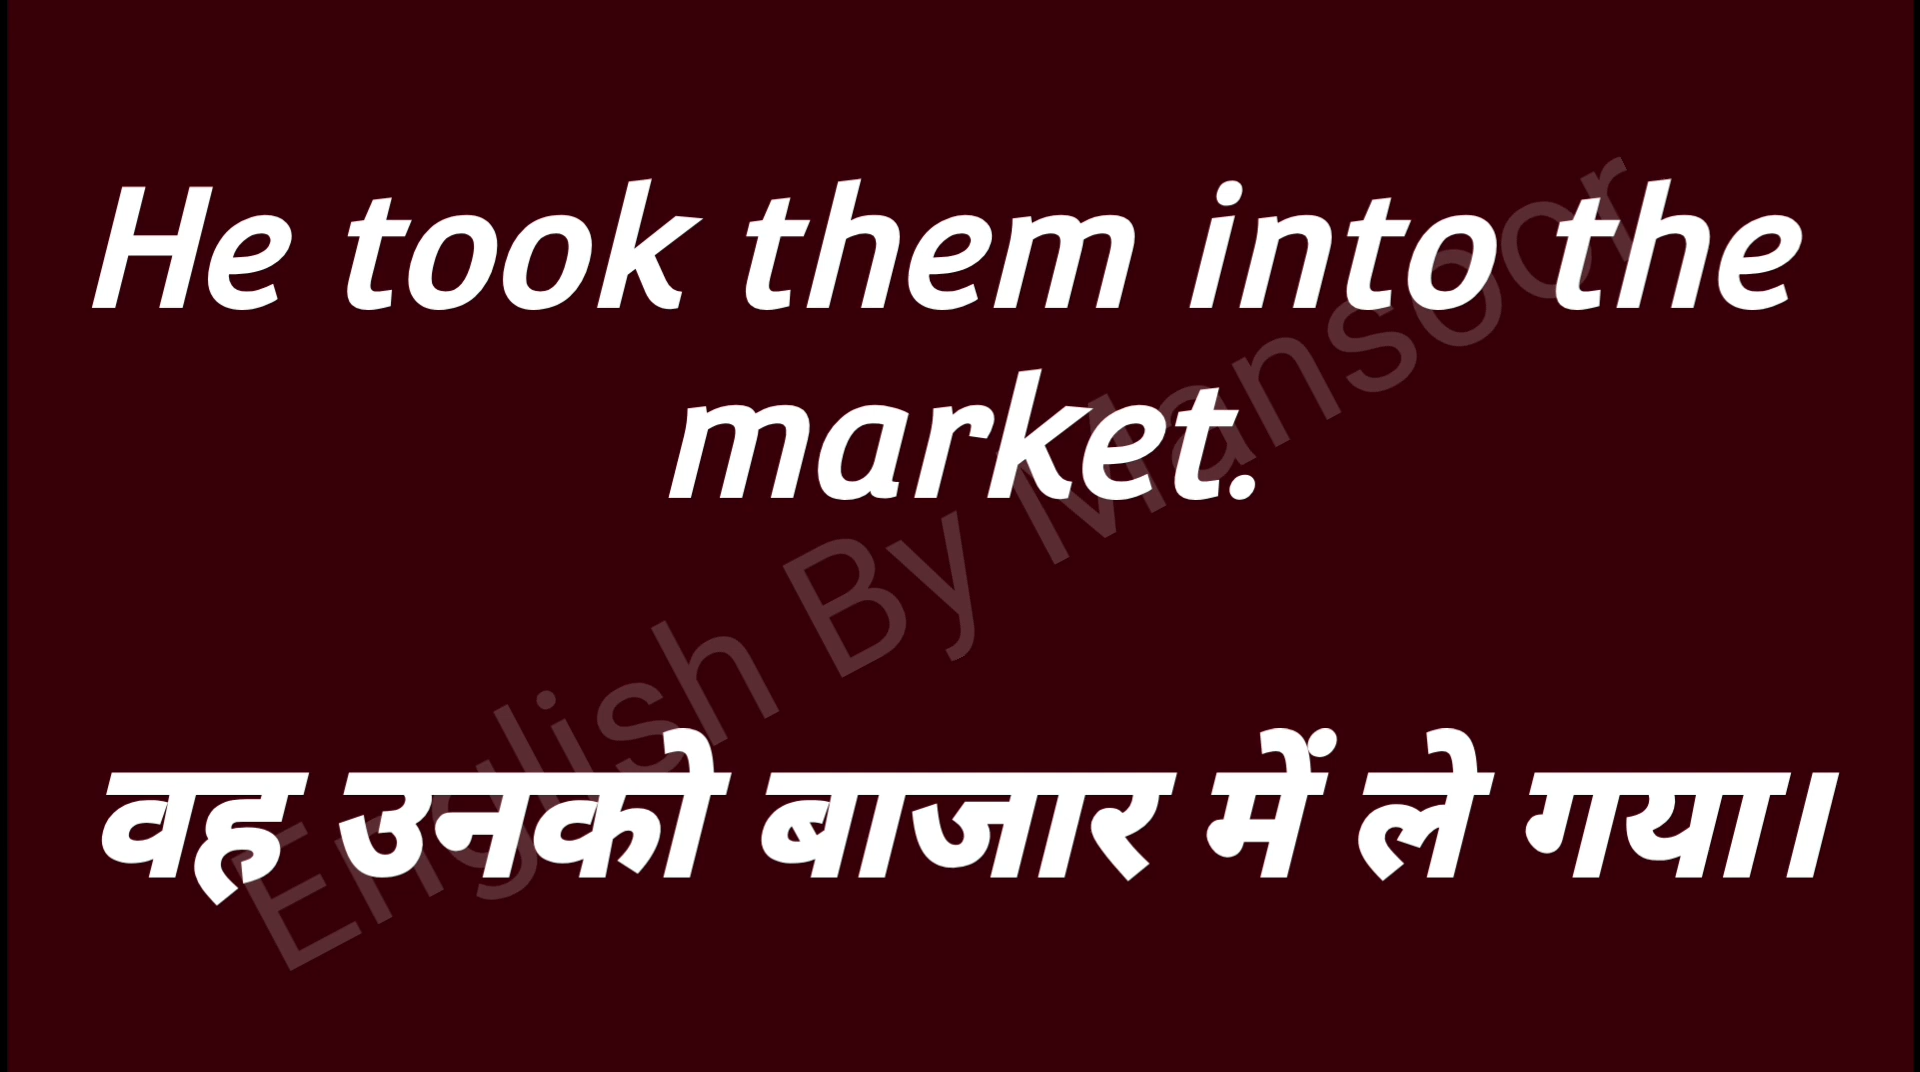 He took them into the
market.
वह उनको बाजार में ले गया।
English By Mansoor